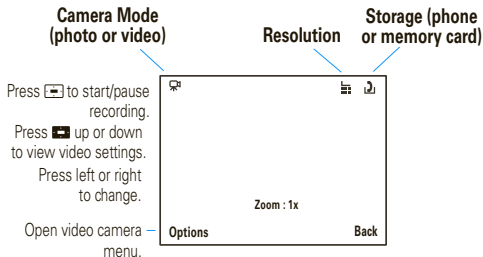 Camera Mode
(photo or video)
Resolution
Storage (phone
or memory card)
Press to start/pause
recording.
Press up or down
to view video settings.
Press left or right
to change.
Zoom : 1x
Open video camera
menu.
Options
Back